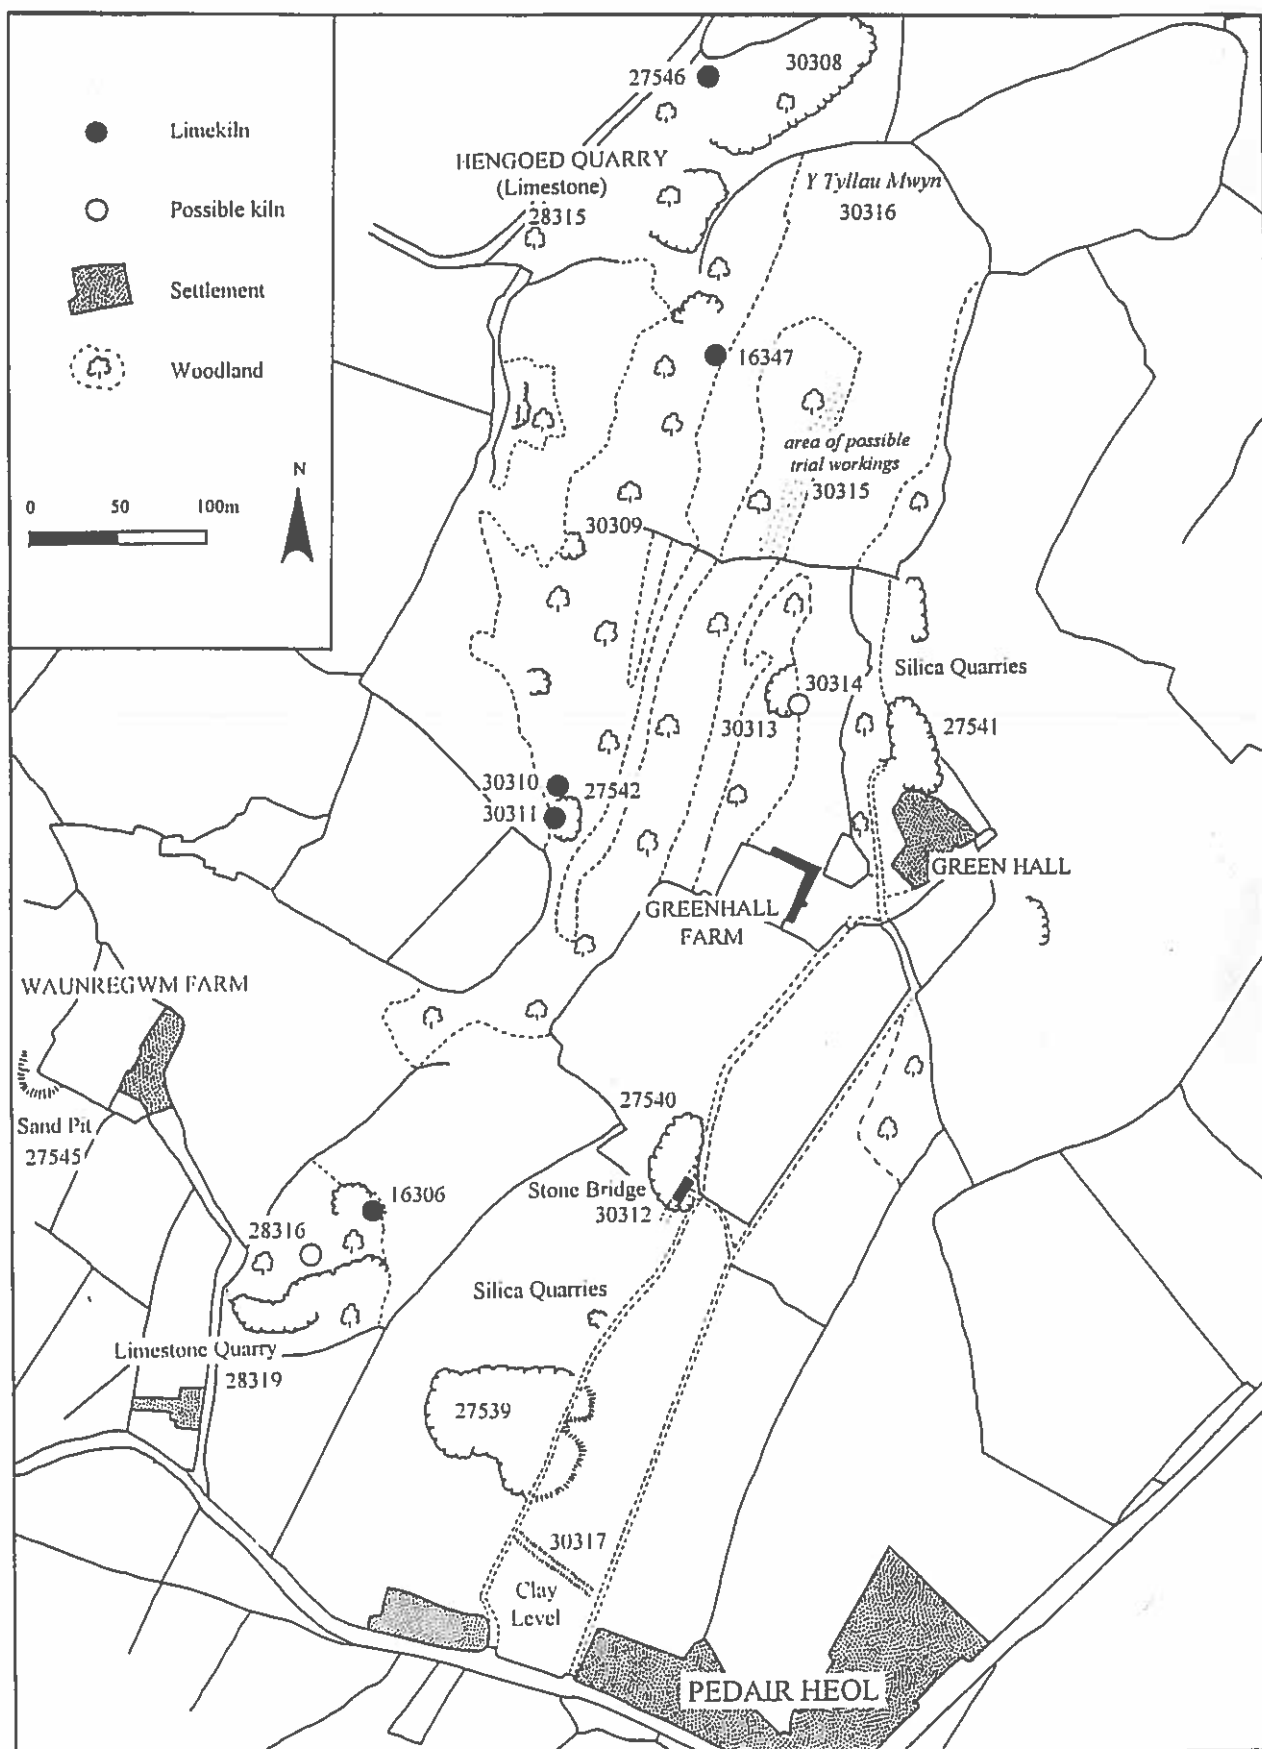 Limekiln
Possible kiln
Settlement
Woodland
N
0 50 100m
27546
30308
HENGOED QUARRY
(Limestone)
28315
Y Tyllau Mwyn
30316
16347
area of possible
trial workings
30315
30309
Silica Quarries
30314
30313
27541
30310
27542
30311
GREEN HALL
GREENHALL
FARM
WAUNREGWM FARM
Sand Pit
27545
27540
Stone Bridge
30312
16306
28316
Silica Quarries
Limestone Quarry
28319
27539
30317
Clay
Level
PEDAIR HEOL